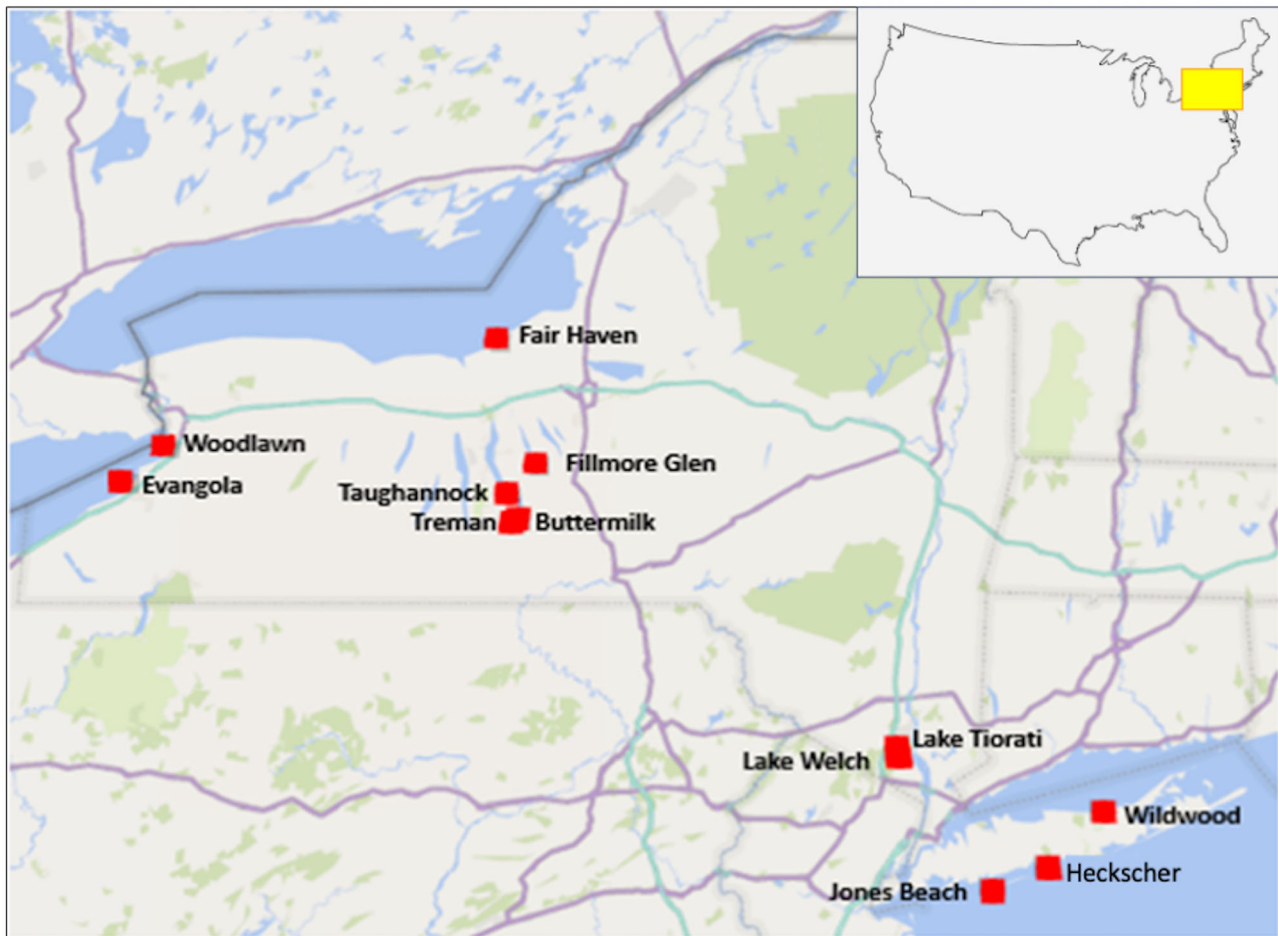 Fair Haven
Woodlawn
Evangola
Fillmore Glen
Taughannock
Treman Buttermilk
Lake Tiorati
Lake Welch
Wildwood
Heckscher
Jones Beach